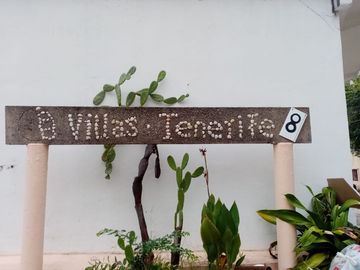 Villas Tenerife 8